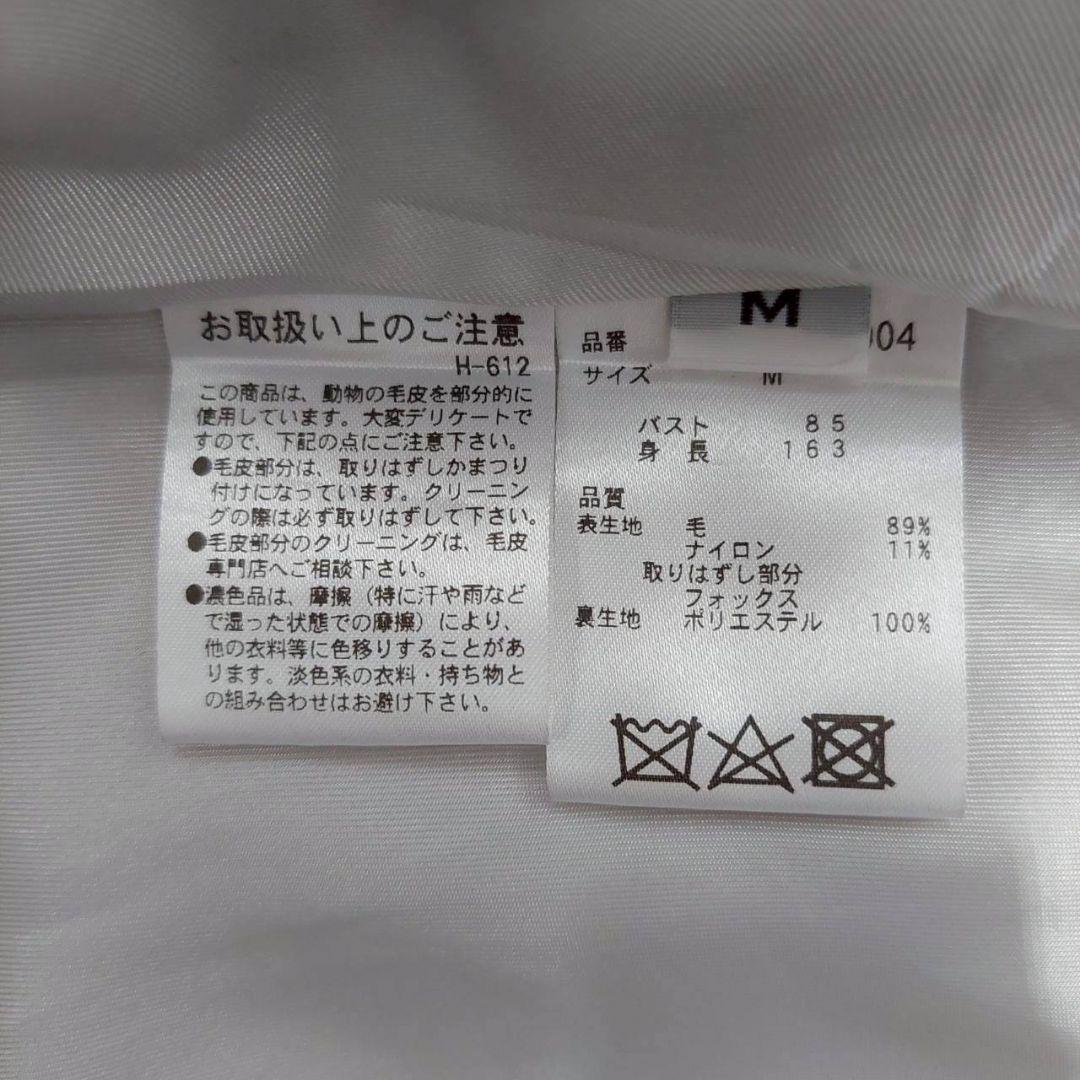 お取扱い上のご注意
H-612
この商品は、動物の毛皮を部分的に
使用しています。大変デリケートで
すので、下記の点にご注意下さい。
●毛皮部分は、取りはずしかまつり
付けになっています。クリーニン
グの際は必ず取りはずして下さい。
●毛皮部分のクリーニングは、毛皮
専門店へご相談下さい。
●濃色品は、摩擦（特に汗や雨など
で湿った状態での摩擦）により、
他の衣料等に色移りすることがあ
ります。淡色系の衣料・持ち物と
の組み合わせはお避け下さい。
M
品番 004
サイズ M
バスト 85
身長 163
品質
表生地 毛 89%
ナイロン 11%
取りはずし部分
フォックス
裏生地 ポリエステル 100%